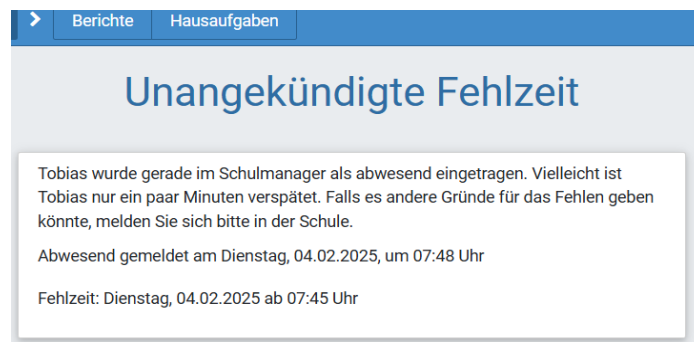 Berichte Hausaufgaben
Unangekündigte Fehlzeit
Tobias wurde gerade im Schulmanager als abwesend eingetragen. Vielleicht ist
Tobias nur ein paar Minuten verspätet. Falls es andere Gründe für das Fehlen geben
könnte, melden Sie sich bitte in der Schule.
Abwesend gemeldet am Dienstag, 04.02.2025, um 07:48 Uhr
Fehlzeit: Dienstag, 04.02.2025 ab 07:45 Uhr